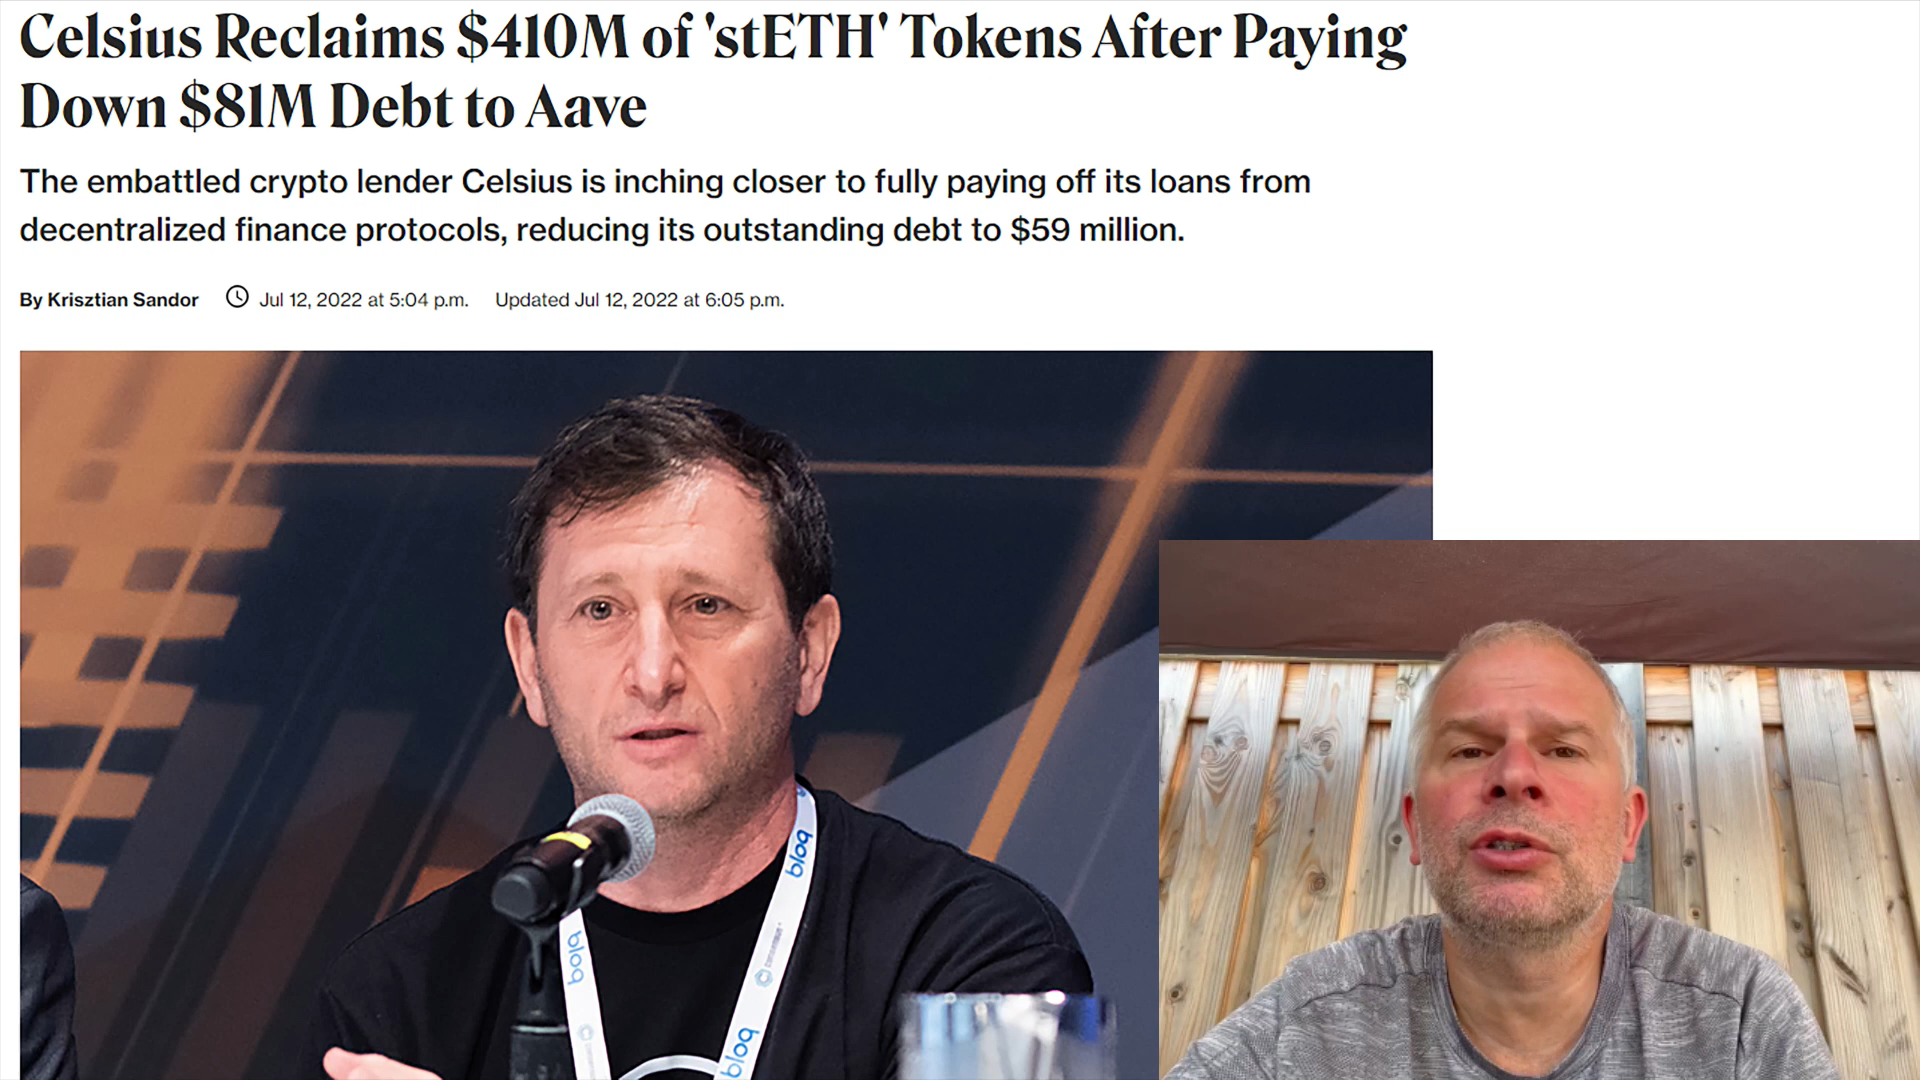 Celsius Reclaims $410M of 'stETH' Tokens After Paying
Down $81M Debt to Aave
The embattled crypto lender Celsius is inching closer to fully paying off its loans from
decentralized finance protocols, reducing its outstanding debt to $59 million.
By Krisztian Sandor Jul 12, 2022 at 5:04 p.m. Updated Jul 12, 2022 at 6:05 p.m.
bloq
bloq
bloq